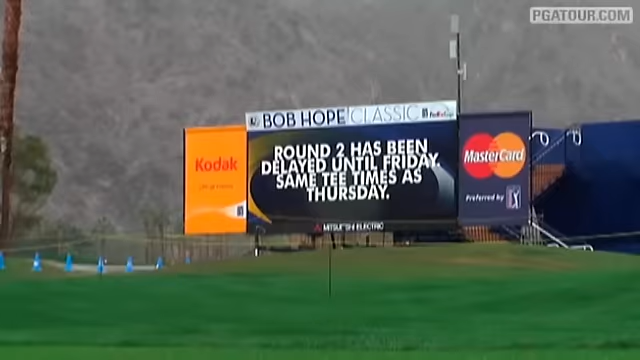 PGATOUR.COM
BOB HOPE CLASSIC
FedExCup
ROUND 2 HAS BEEN
DELAYED UNTIL FRIDAY.
SAME TEE TIMES AS
THURSDAY.
Kodak
MasterCard
Preferred by
MITSUBISHI ELECTRIC